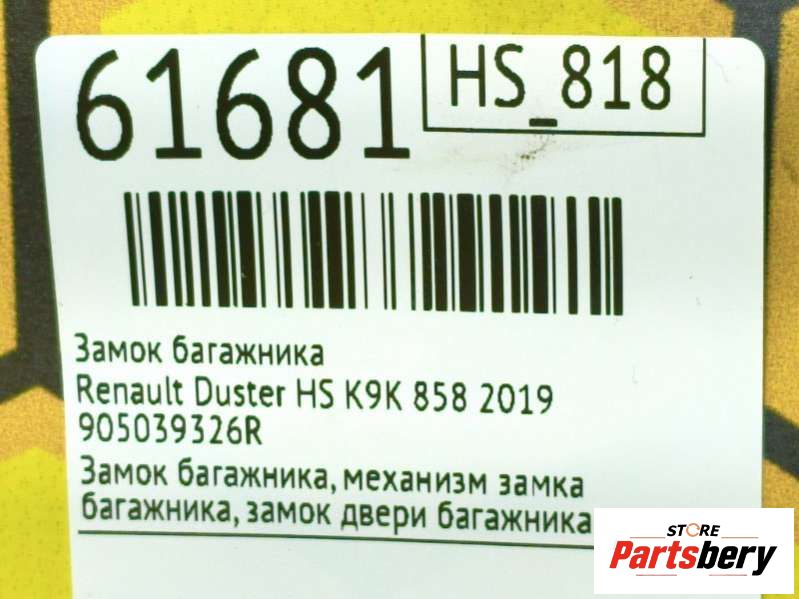 61681
HS_818
Замок багажника
Renault Duster HS K9K 858 2019
905039326R
Замок багажника, механизм замка
багажника, замок двери багажника
STORE
Partsbery